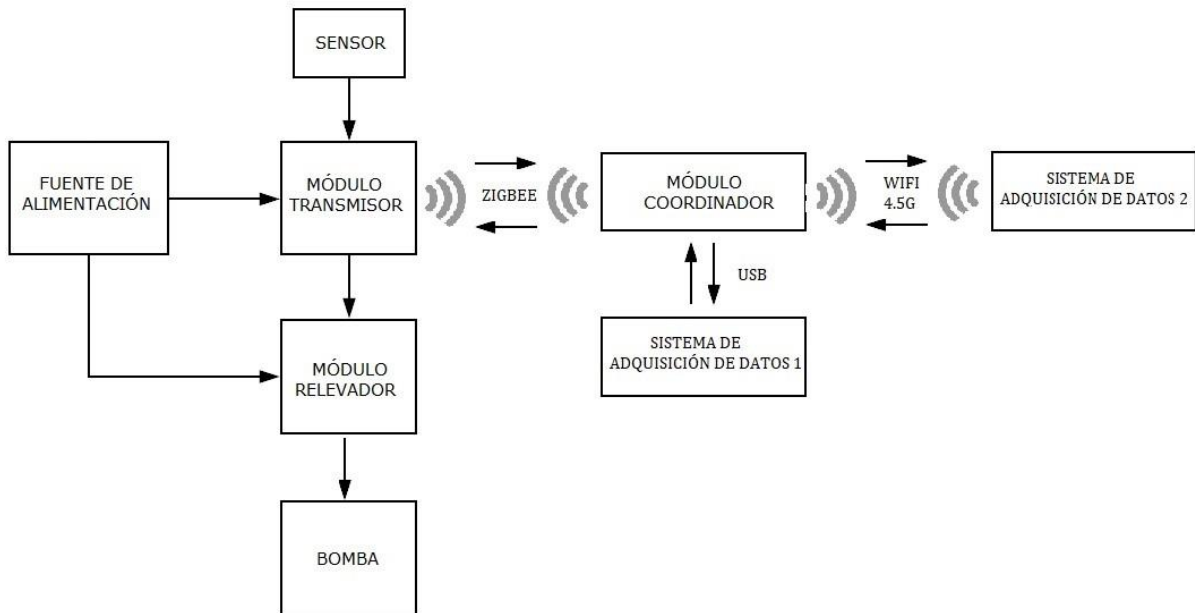 SENSOR
FUENTE DE
ALIMENTACIÓN
MÓDULO
TRANSMISOR
ZIGBEE
MÓDULO
COORDINADOR
WIFI
4.5G
SISTEMA DE
ADQUISICIÓN DE DATOS 2
USB
SISTEMA DE
ADQUISICIÓN DE DATOS 1
MÓDULO
RELEVADOR
BOMBA